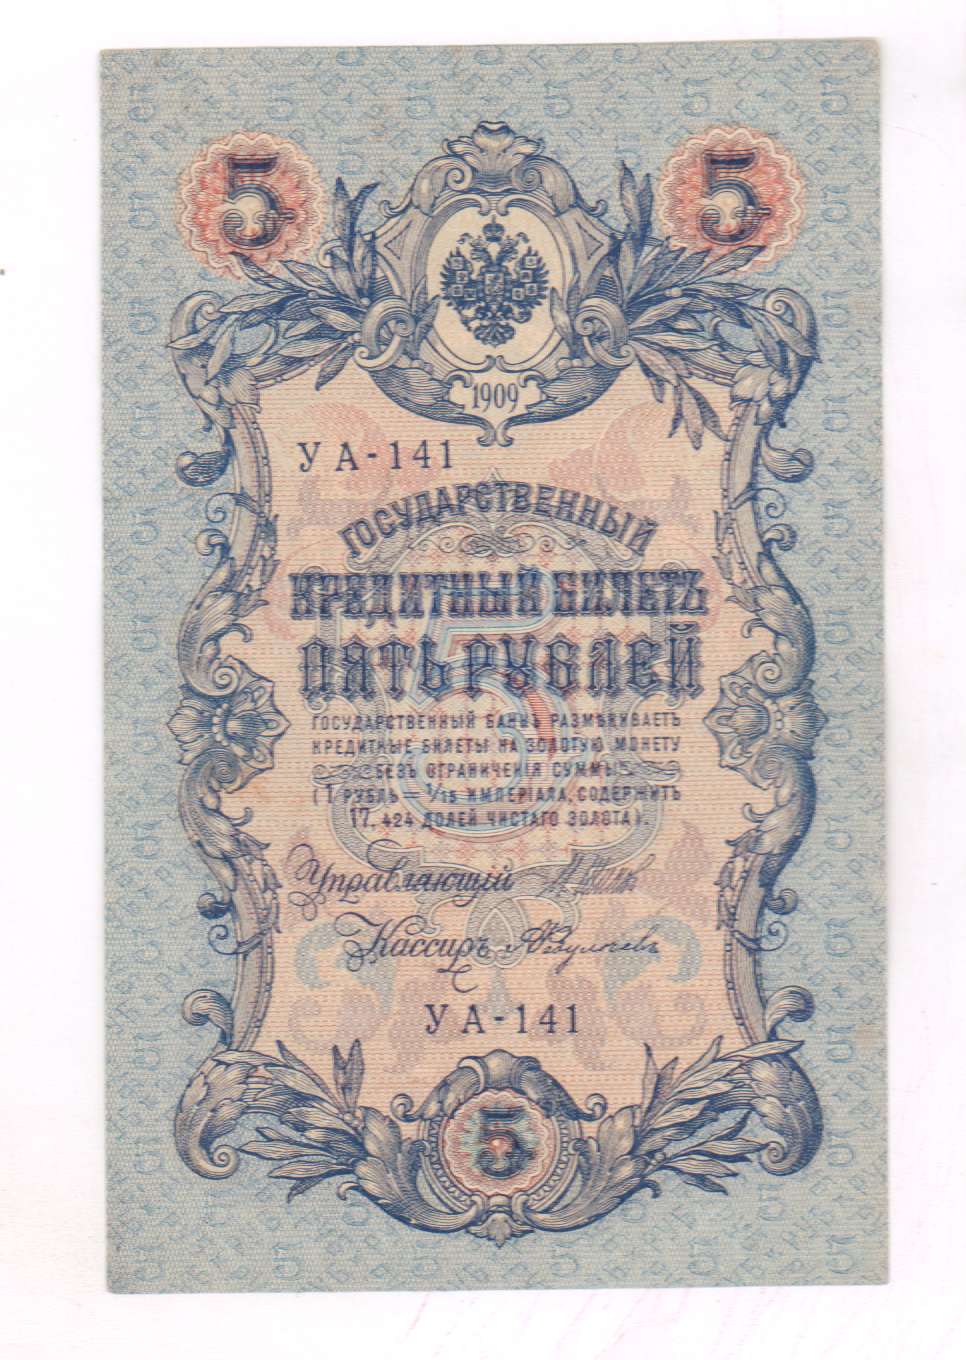 5 5
1909
УА-141
ГОСУДАРСТВЕННЫЙ
КРЕДИТНЫЙ БИЛЕТЪ
ПЯТЬ РУБЛЕЙ
ГОСУДАРСТВЕННЫЙ БАНКЪ РАЗМѢНИВАЕТЪ
КРЕДИТНЫЕ БИЛЕТЫ НА ЗОЛОТУЮ МОНЕТУ
БЕЗЪ ОГРАНИЧЕНІЯ СУММЫ
(1 РУБЛЬ = 1/15 ИМПЕРІАЛА, СОДЕРЖИТЪ
17,424 ДОЛЕЙ ЧИСТАГО ЗОЛОТА).
Управляющій
Кассиръ
УА-141
5